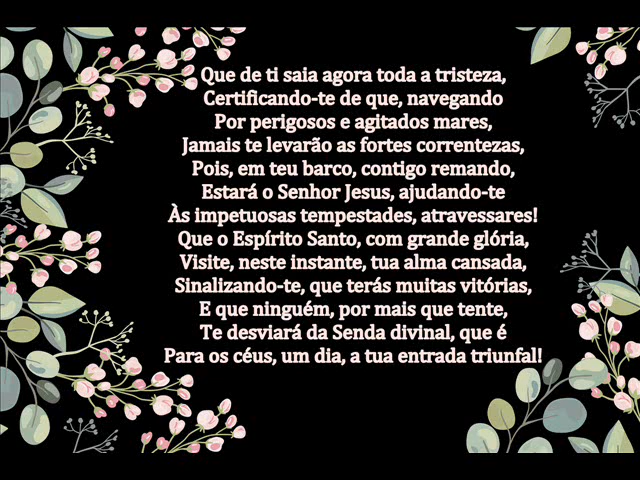 Que de ti saia agora toda a tristeza,
Certificando-te de que, navegando
Por perigosos e agitados mares,
Jamais te levarão as fortes correntezas,
Pois, em teu barco, contigo remando,
Estará o Senhor Jesus, ajudando-te
Às impetuosas tempestades, atravessares!
Que o Espírito Santo, com grande glória,
Visite, neste instante, tua alma cansada,
Sinalizando-te, que terás muitas vitórias,
E que ninguém, por mais que tente,
Te desviará da Senda divinal, que é
Para os céus, um dia, a tua entrada triunfal!